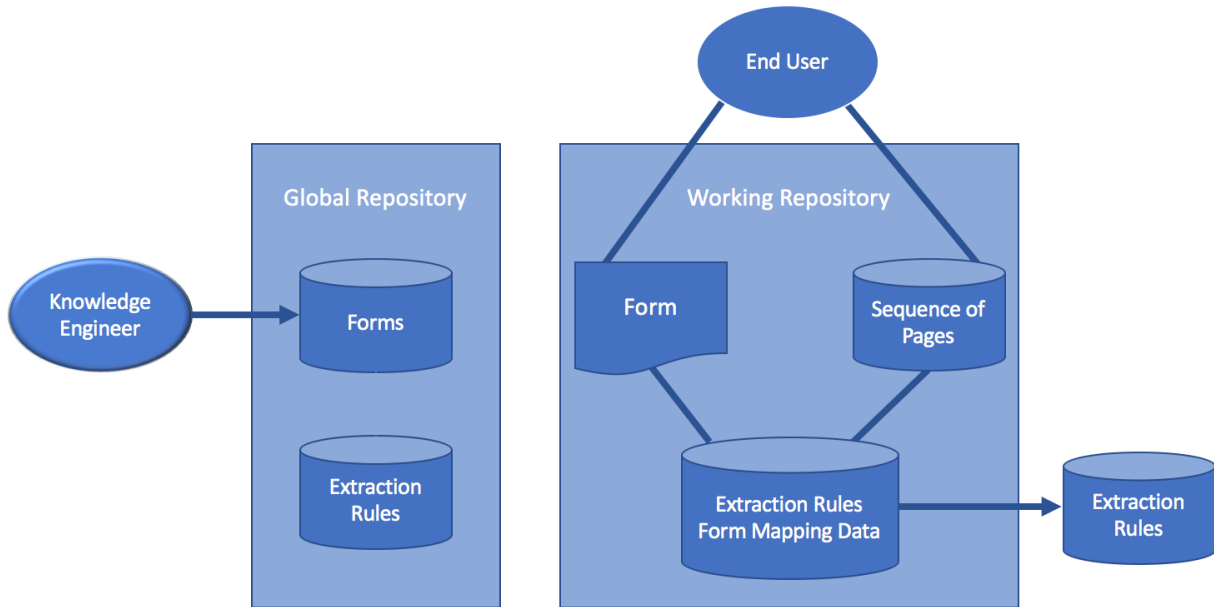 End User
Global Repository
Working Repository
Knowledge
Engineer
Forms
Form
Sequence of
Pages
Extraction
Rules
Extraction Rules
Form Mapping Data
Extraction
Rules